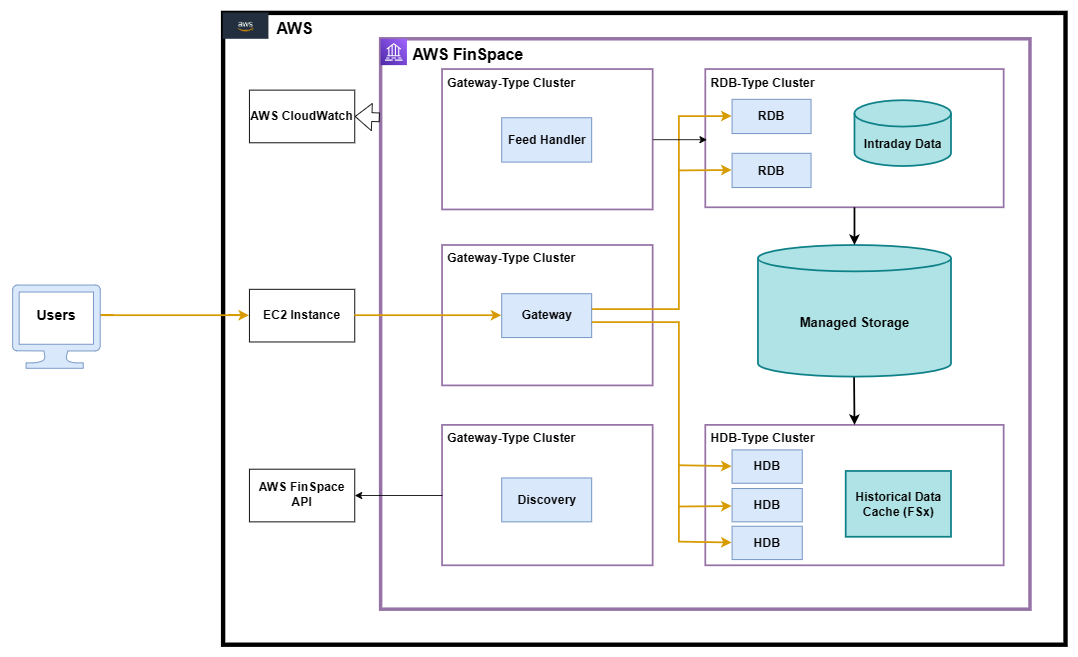 aws
AWS
AWS FinSpace
Gateway-Type Cluster
RDB-Type Cluster
AWS CloudWatch
Feed Handler
RDB
RDB
Intraday Data
Gateway-Type Cluster
Users
EC2 Instance
Gateway
Managed Storage
Gateway-Type Cluster
HDB-Type Cluster
AWS FinSpace
API
Discovery
HDB
HDB
HDB
Historical Data
Cache (FSx)